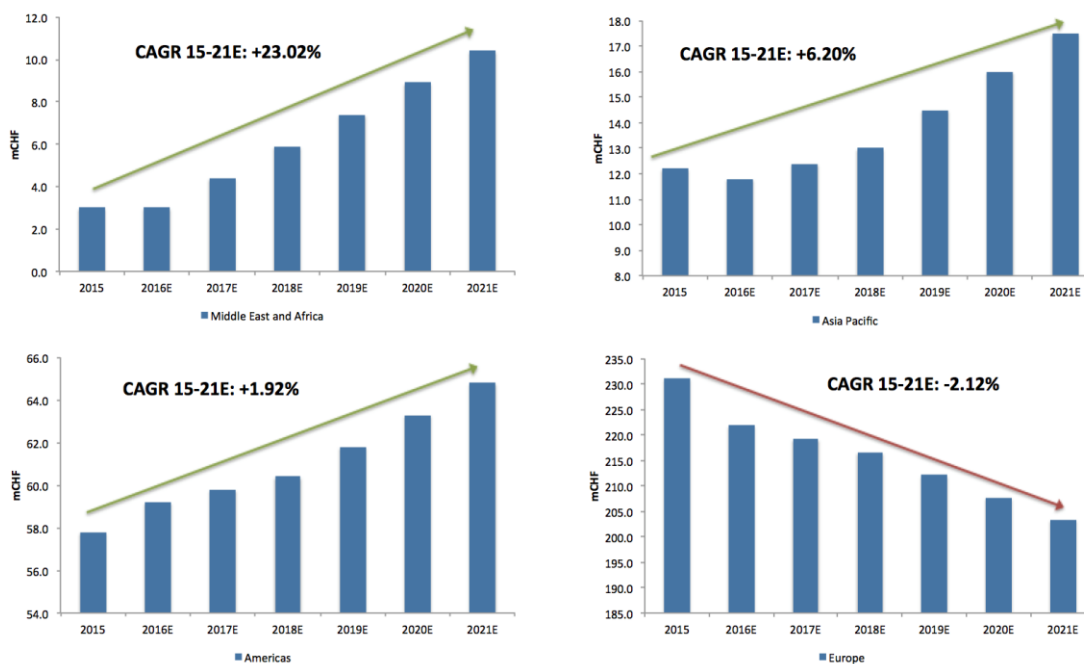 12.0
10.0
8.0
6.0
4.0
2.0
0.0
mCHF
CAGR 15-21E: +23.02%
2015 2016E 2017E 2018E 2019E 2020E 2021E
Middle East and Africa
18.0
17.0
16.0
15.0
14.0
13.0
12.0
11.0
10.0
9.0
8.0
mCHF
CAGR 15-21E: +6.20%
2015 2016E 2017E 2018E 2019E 2020E 2021E
Asia Pacific
66.0
64.0
62.0
60.0
58.0
56.0
54.0
mCHF
CAGR 15-21E: +1.92%
2015 2016E 2017E 2018E 2019E 2020E 2021E
Americas
235.0
230.0
225.0
220.0
215.0
210.0
205.0
200.0
195.0
190.0
185.0
mCHF
CAGR 15-21E: -2.12%
2015 2016E 2017E 2018E 2019E 2020E 2021E
Europe